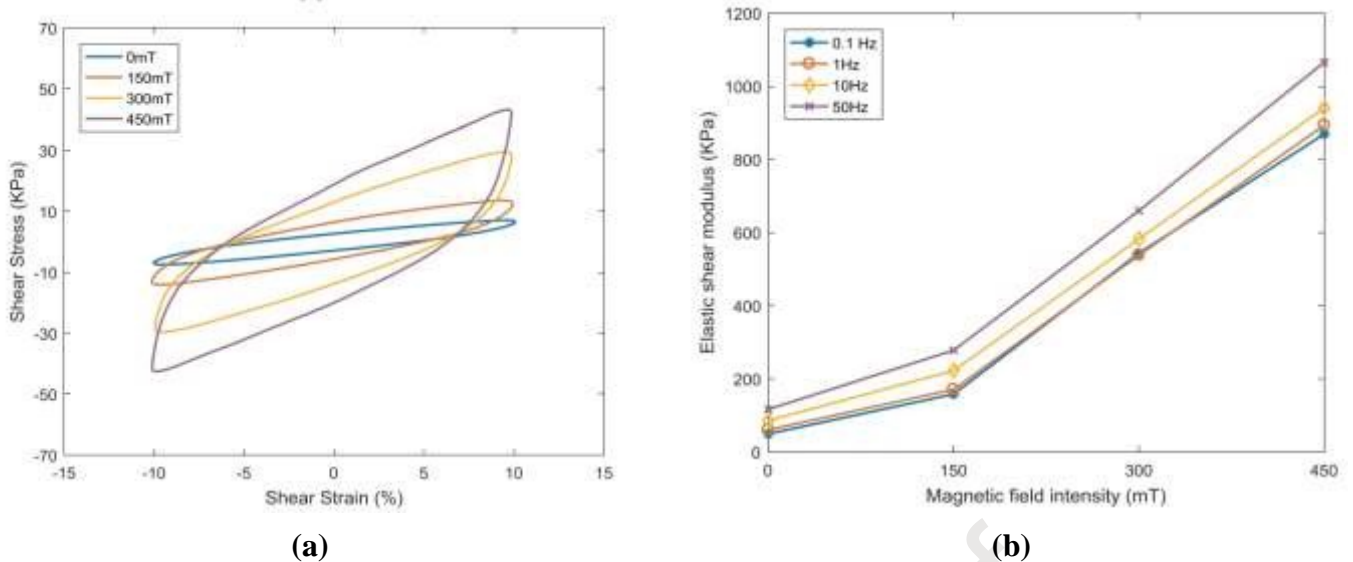 70
50
30
10
-10
-30
-50
-70
-15
-10
-5
0
5
10
15
Shear Stress (KPa)
Shear Strain (%)
0mT
150mT
300mT
450mT
(a)
1200
1000
800
600
400
200
0
0
150
300
450
Elastic shear modulus (KPa)
Magnetic field intensity (mT)
0.1 Hz
1Hz
10Hz
50Hz
(b)